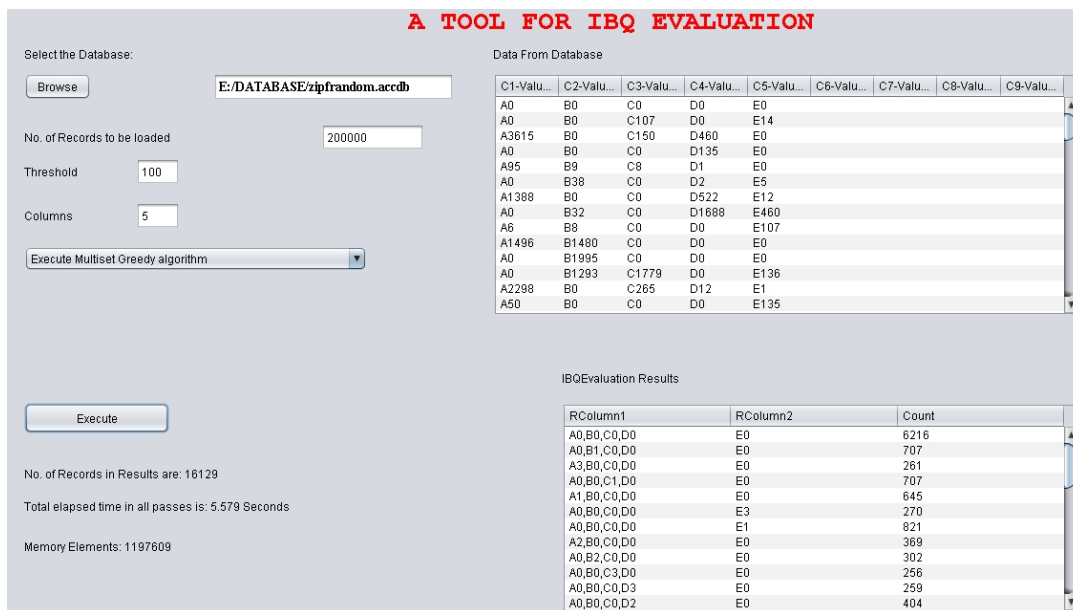 A TOOL FOR IBQ EVALUATION
Select the Database:
Browse
E:/DATABASE/zipfrandom.accdb
No. of Records to be loaded
200000
Threshold
100
Columns
5
Execute Multiset Greedy algorithm
Data From Database
C1-Valu... C2-Valu... C3-Valu... C4-Valu... C5-Valu... C6-Valu... C7-Valu... C8-Valu... C9-Valu...
A0 B0 C0 D0 E0
A0 B0 C107 D0 E14
A3615 B0 C150 D460 E0
A0 B0 C0 D135 E0
A95 B9 C8 D1 E0
A0 B38 C0 D2 E5
A1388 B0 C0 D522 E12
A0 B32 C0 D1688 E460
A6 B8 C0 D0 E107
A1496 B1480 C0 D0 E0
A0 B1995 C0 D0 E0
A0 B1293 C1779 D0 E136
A2298 B0 C265 D12 E1
A50 B0 C0 D0 E135
Execute
No. of Records in Results are: 16129
Total elapsed time in all passes is: 5.579 Seconds
Memory Elements: 1197609
IBQEvaluation Results
RColumn1 RColumn2 Count
A0,B0,C0,D0 E0 6216
A0,B1,C0,D0 E0 707
A3,B0,C0,D0 E0 261
A0,B0,C1,D0 E0 707
A1,B0,C0,D0 E0 645
A0,B0,C0,D0 E3 270
A0,B0,C0,D0 E1 821
A2,B0,C0,D0 E0 369
A0,B2,C0,D0 E0 302
A0,B0,C3,D0 E0 256
A0,B0,C0,D3 E0 259
A0,B0,C0,D2 E0 404